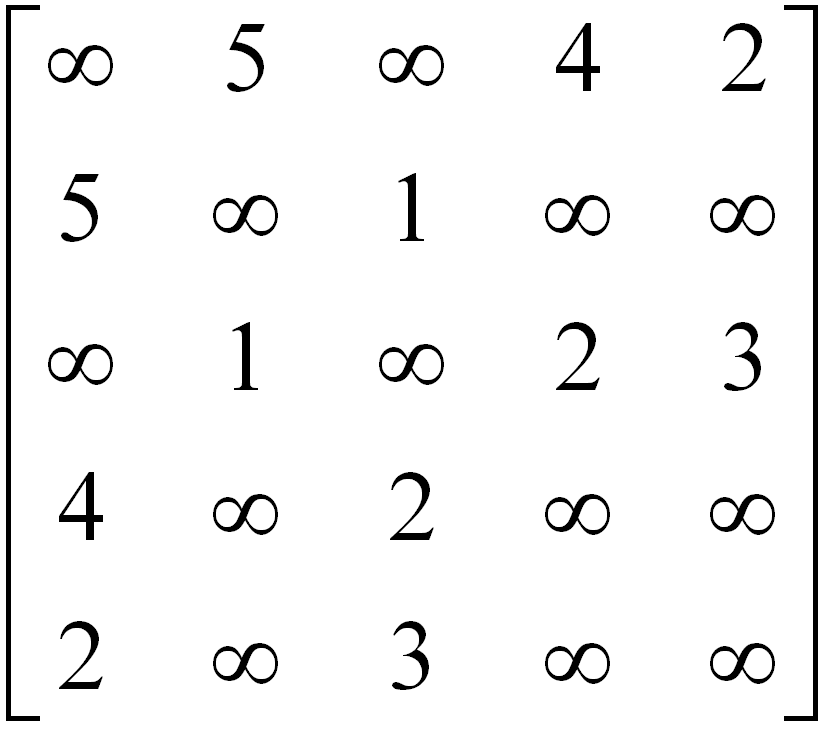 ∞ 5 ∞ 4 2
5 ∞ 1 ∞ ∞
∞ 1 ∞ 2 3
4 ∞ 2 ∞ ∞
2 ∞ 3 ∞ ∞